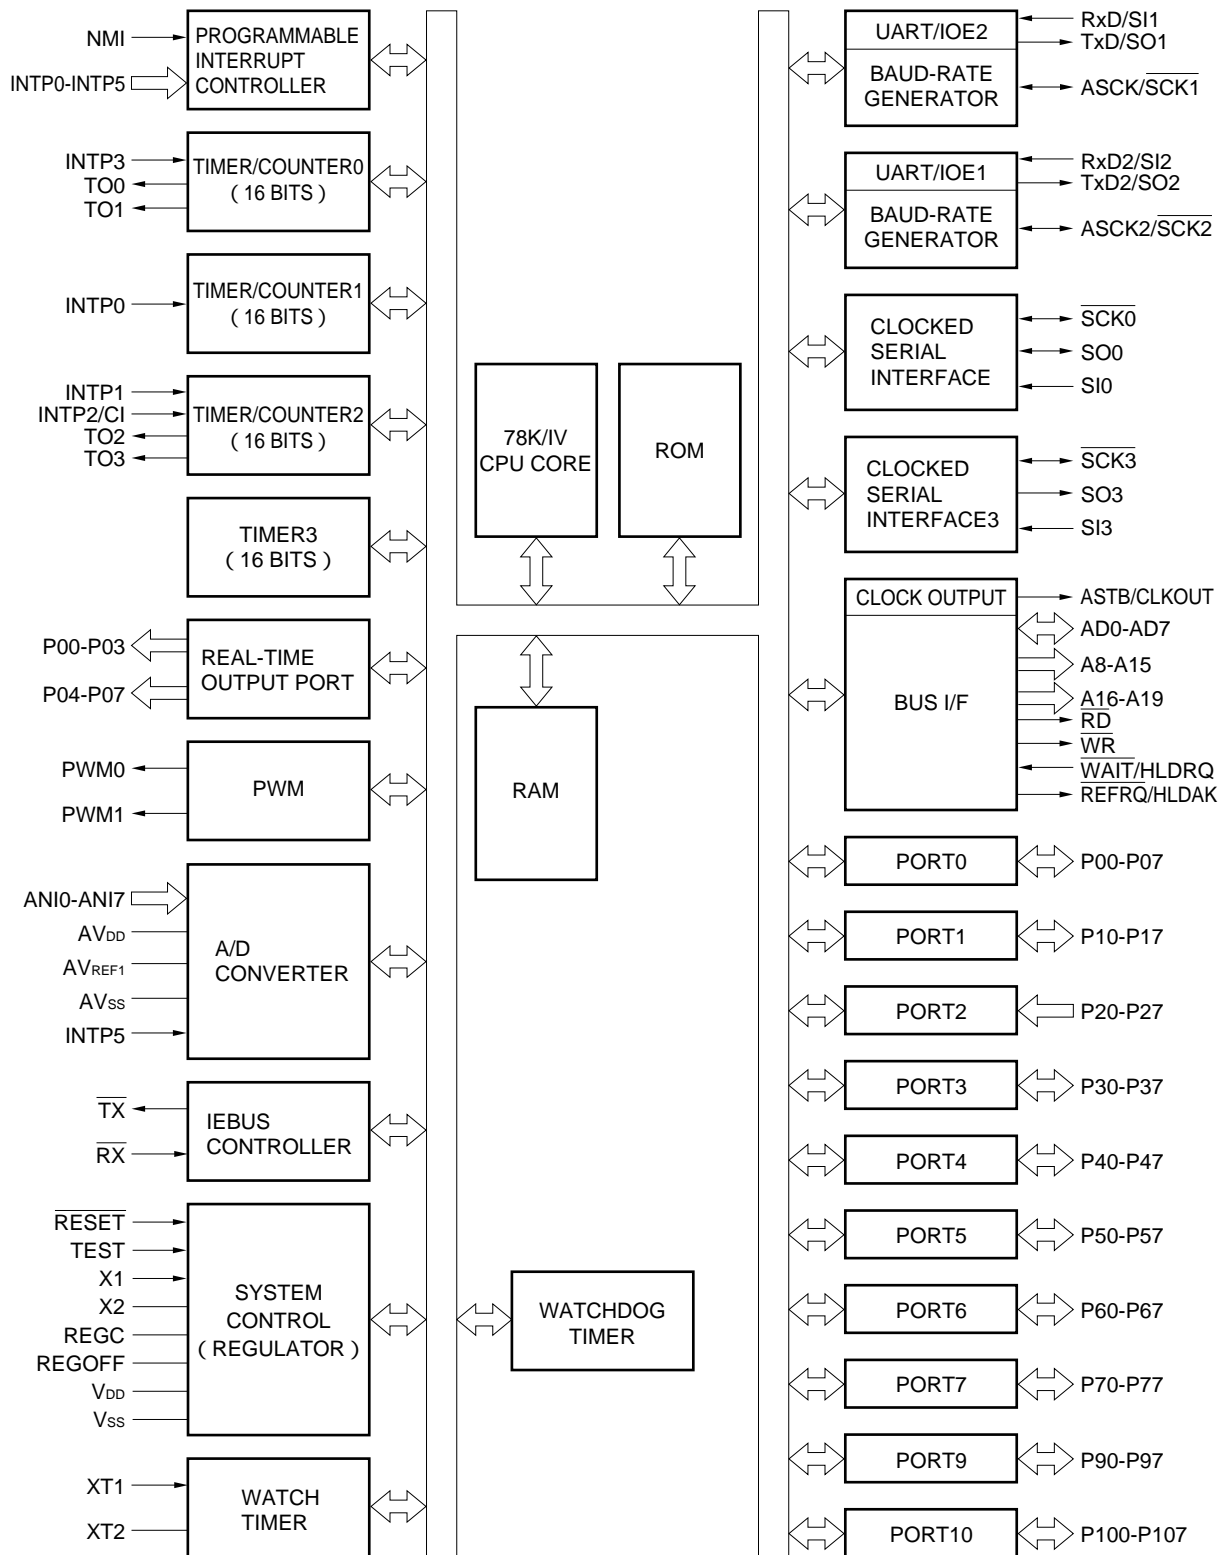 NMI
INTP0-INTP5
PROGRAMMABLE
INTERRUPT
CONTROLLER
INTP3
TO0
TO1
TIMER/COUNTER0
( 16 BITS )
INTP0
TIMER/COUNTER1
( 16 BITS )
INTP1
INTP2/CI
TO2
TO3
TIMER/COUNTER2
( 16 BITS )
TIMER3
( 16 BITS )
P00-P03
P04-P07
REAL-TIME
OUTPUT PORT
PWM0
PWM1
PWM
ANI0-ANI7
AVDD
AVREF1
AVSS
INTP5
A/D
CONVERTER
TX
RX
IEBUS
CONTROLLER
RESET
TEST
X1
X2
REGC
REGOFF
VDD
VSS
SYSTEM
CONTROL
( REGULATOR )
XT1
XT2
WATCH
TIMER
78K/IV
CPU CORE
ROM
RAM
WATCHDOG
TIMER
UART/IOE2
BAUD-RATE
GENERATOR
RxD/SI1
TxD/SO1
ASCK/SCK1
UART/IOE1
BAUD-RATE
GENERATOR
RxD2/SI2
TxD2/SO2
ASCK2/SCK2
CLOCKED
SERIAL
INTERFACE
SCK0
SO0
SI0
CLOCKED
SERIAL
INTERFACE3
SCK3
SO3
SI3
CLOCK OUTPUT
BUS I/F
ASTB/CLKOUT
AD0-AD7
A8-A15
A16-A19
RD
WR
WAIT/HLDRQ
REFRQ/HLDAK
PORT0
P00-P07
PORT1
P10-P17
PORT2
P20-P27
PORT3
P30-P37
PORT4
P40-P47
PORT5
P50-P57
PORT6
P60-P67
PORT7
P70-P77
PORT9
P90-P97
PORT10
P100-P107